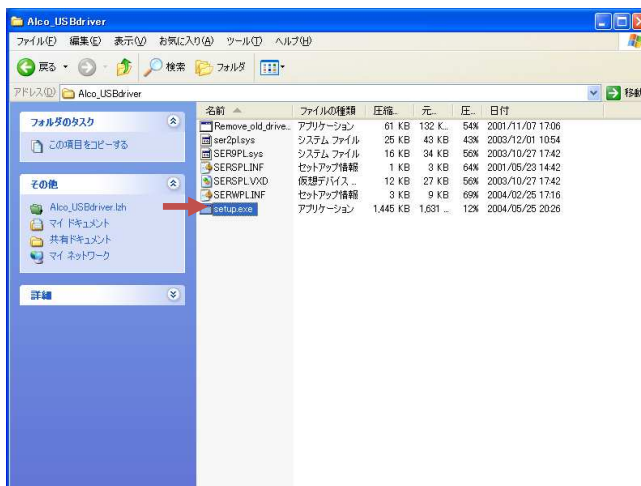 Alco_USBdriver
ファイル(F) 編集(E) 表示(V) お気に入り(A) ツール(T) ヘルプ(H)
戻る 検索 フォルダ
アドレス(D) Alco_USBdriver 移動
フォルダのタスク
この項目をコピーする
その他
Alco_USBdriver.lzh
マイ ドキュメント
共有ドキュメント
マイ ネットワーク
詳細
名前 ファイルの種類 圧縮... 元... 圧... 日付
Remove_old_drive... アプリケーション 61 KB 132 K... 54% 2001/11/07 17:06
ser2pl.sys システム ファイル 25 KB 43 KB 43% 2003/12/01 10:54
SER9PL.sys システム ファイル 16 KB 34 KB 56% 2003/10/27 17:42
SERSPL.INF セットアップ情報 1 KB 3 KB 64% 2001/05/23 14:42
SERSPL.VXD 仮想デバイス ... 12 KB 27 KB 56% 2003/10/27 17:42
SERWPL.INF セットアップ情報 3 KB 9 KB 69% 2004/02/25 17:16
setup.exe アプリケーション 1,445 KB 1,631 ... 12% 2004/05/25 20:26